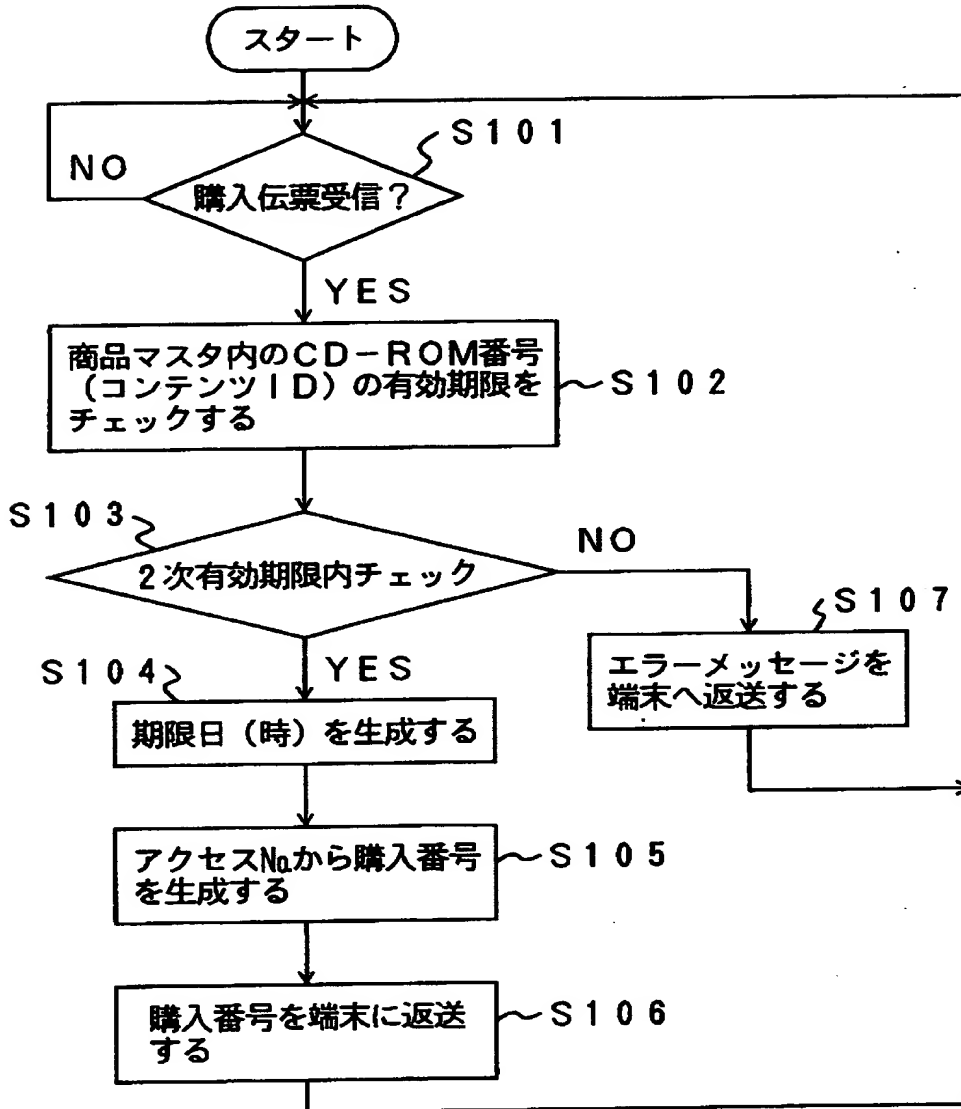 スタート
S101
NO
購入伝票受信?
YES
商品マスタ内のCD-ROM番号
(コンテンツID)の有効期限を
チェックする
S102
S103
2次有効期限内チェック
NO
S107
エラーメッセージを
端末へ返送する
YES
S104
期限日(時)を生成する
アクセス№から購入番号
を生成する
S105
購入番号を端末に返送
する
S106